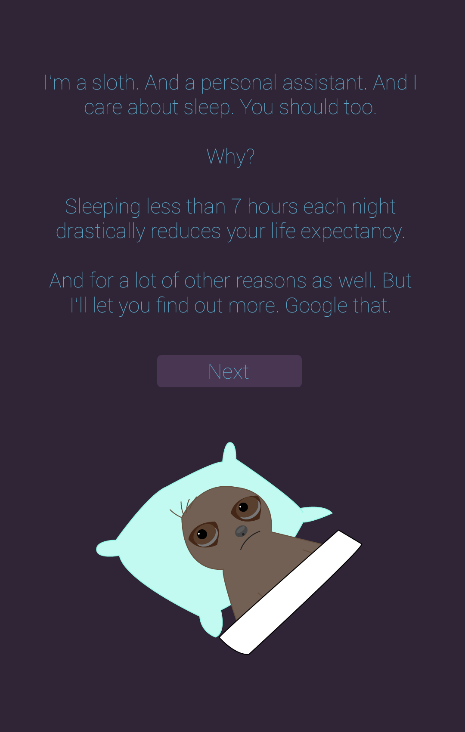 I'm a sloth. And a personal assistant. And I
care about sleep. You should too.
Why?
Sleeping less than 7 hours each night
drastically reduces your life expectancy.
And for a lot of other reasons as well. But
I'll let you find out more. Google that.
Next